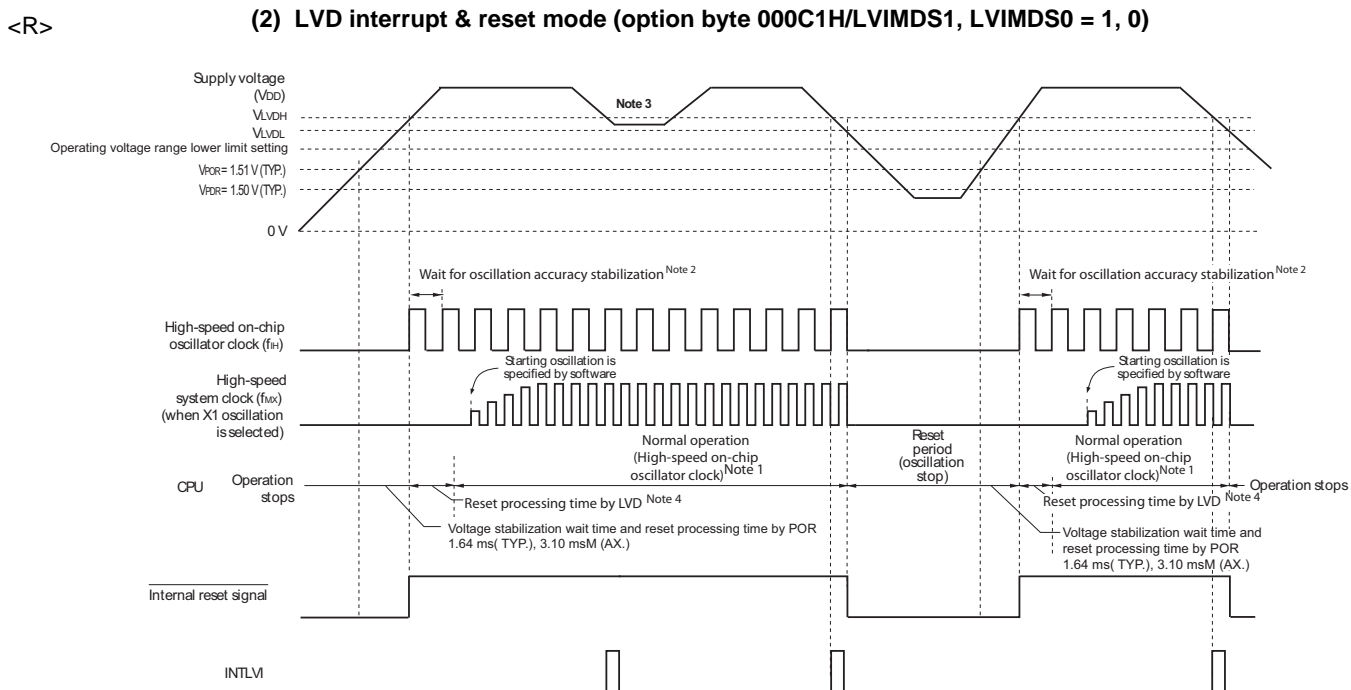 <R>
(2) LVD interrupt & reset mode (option byte 000C1H/LVIMDS1, LVIMDS0 = 1, 0)
Supply voltage
(VDD)
VLVDH
VLVDL
Operating voltage range lower limit setting
VPOR = 1.51 V (TYP.)
VPDR = 1.50 V (TYP.)
0 V
Note 3
Wait for oscillation accuracy stabilization Note 2
Wait for oscillation accuracy stabilization Note 2
High-speed on-chip
oscillator clock (fIH)
Starting oscillation is
specified by software
Starting oscillation is
specified by software
High-speed
system clock (fMX)
(when X1 oscillation
is selected)
Normal operation
(High-speed on-chip
oscillator clock) Note 1
Reset
period
(oscillation
stop)
Normal operation
(High-speed on-chip
oscillator clock) Note 1
CPU
Operation
stops
Reset processing time by LVD Note 4
Reset processing time by LVD Note 4
Operation stops
Voltage stabilization wait time and reset processing time by POR
1.64 ms( TYP.), 3.10 msM (AX.)
Voltage stabilization wait time and
reset processing time by POR
1.64 ms( TYP.), 3.10 msM (AX.)
Internal reset signal
INTLVI